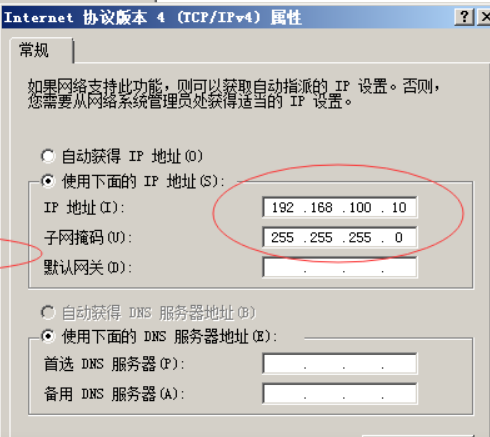 Internet 协议版本 4 (TCP/IPv4) 属性
常规
如果网络支持此功能，则可以获取自动指派的 IP 设置。否则，
您需要从网络系统管理员处获得适当的 IP 设置。
自动获得 IP 地址(O)
使用下面的 IP 地址(S):
IP 地址(I): 192 .168 .100 . 10
子网掩码(U): 255 .255 .255 . 0
默认网关(D): . . .
自动获得 DNS 服务器地址(B)
使用下面的 DNS 服务器地址(E):
首选 DNS 服务器(P): . . .
备用 DNS 服务器(A): . . .